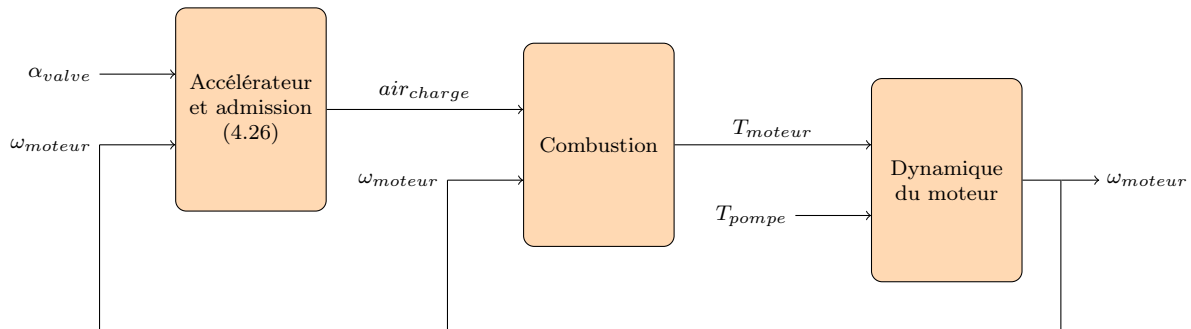 α_valve
ω_moteur
Accélérateur
et admission
(4.26)
air_charge
ω_moteur
Combustion
T_moteur
T_pompe
Dynamique
du moteur
ω_moteur